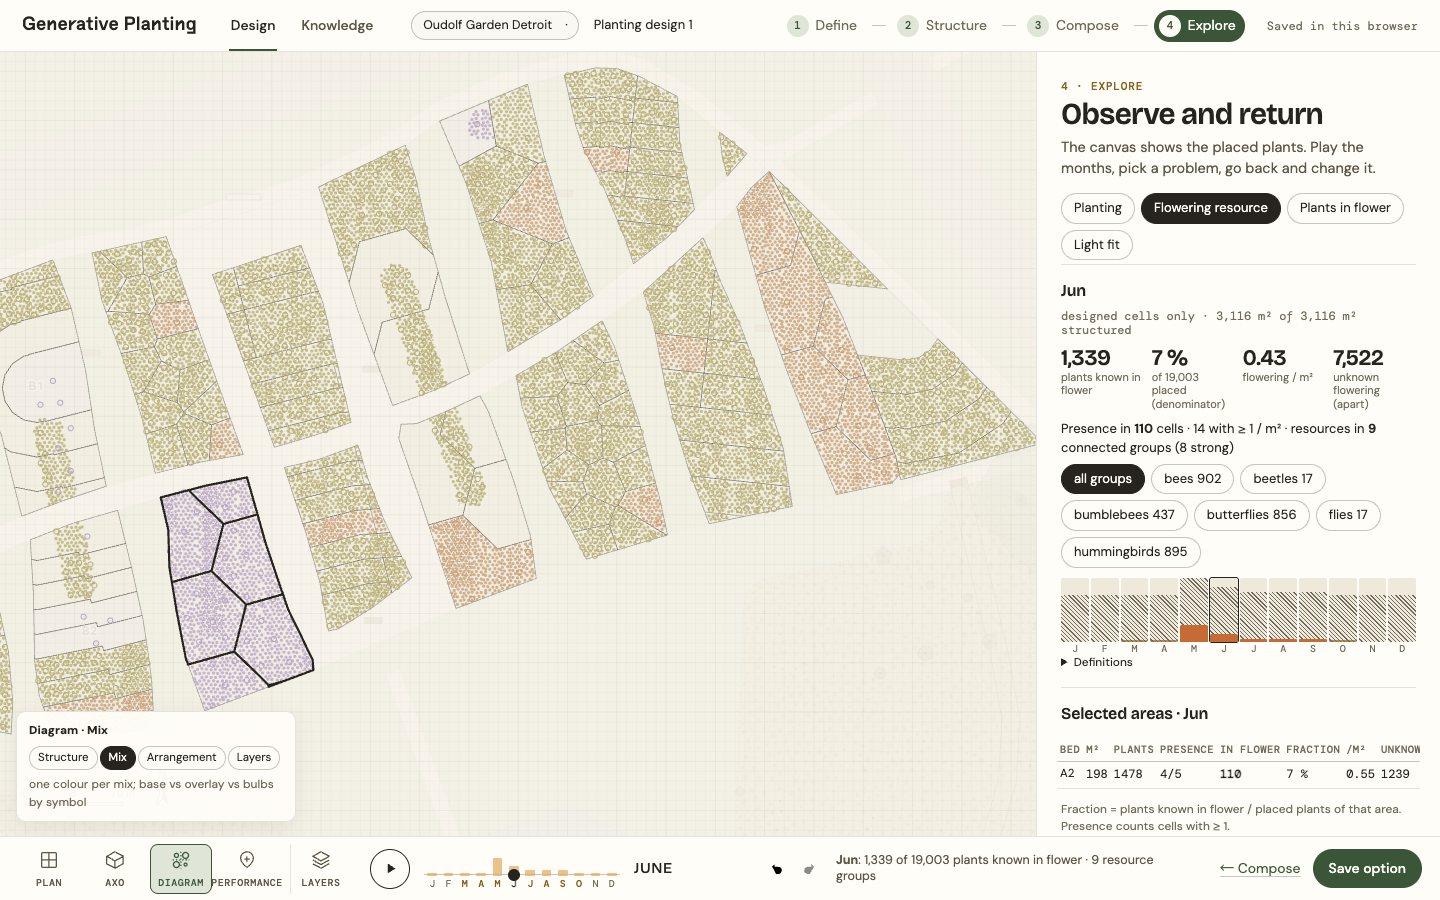 Generative Planting
Design
Knowledge
Oudolf Garden Detroit ·
Planting design 1
1 Define — 2 Structure — 3 Compose — 4 Explore
Saved in this browser
4 · EXPLORE
Observe and return
The canvas shows the placed plants. Play the
months, pick a problem, go back and change it.
Planting
Flowering resource
Plants in flower
Light fit
Jun
designed cells only · 3,116 m² of 3,116 m²
structured
1,339 7 % 0.43 7,522
plants known in flower
of 19,003 placed (denominator)
flowering / m²
unknown flowering (apart)
Presence in 110 cells · 14 with ≥ 1 / m² · resources in 9
connected groups (8 strong)
all groups
bees 902
beetles 17
bumblebees 437
butterflies 856
flies 17
hummingbirds 895
J F M A M J J A S O N D
▶ Definitions
Selected areas · Jun
BED M² PLANTS PRESENCE IN FLOWER FRACTION /M² UNKNOW
A2 198 1478 4/5 110 7 % 0.55 1239
Fraction = plants known in flower / placed plants of that area.
Presence counts cells with ≥ 1.
B1
Diagram · Mix
Structure
Mix
Arrangement
Layers
one colour per mix; base vs overlay vs bulbs
by symbol
PLAN
AXO
DIAGRAM
PERFORMANCE
LAYERS
J F M A M J J A S O N D
JUNE
Jun: 1,339 of 19,003 plants known in flower · 9 resource
groups
← Compose
Save option